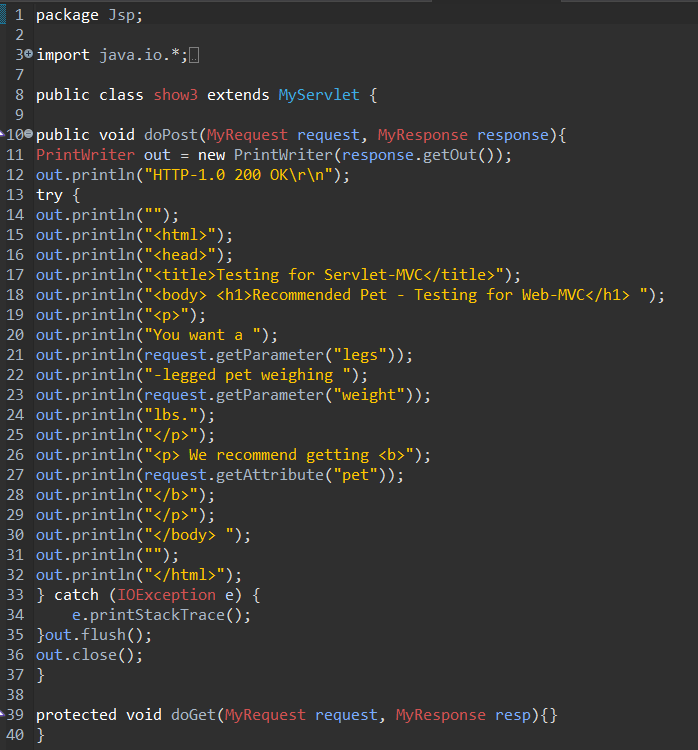 1 package Jsp;
2
3 import java.io.*;
7
8 public class show3 extends MyServlet {
9
10 public void doPost(MyRequest request, MyResponse response){
11 PrintWriter out = new PrintWriter(response.getOut());
12 out.println("HTTP-1.0 200 OK\r\n");
13 try {
14 out.println("");
15 out.println("<html>");
16 out.println("<head>");
17 out.println("<title>Testing for Servlet-MVC</title>");
18 out.println("<body> <h1>Recommended Pet - Testing for Web-MVC</h1> ");
19 out.println("<p>");
20 out.println("You want a ");
21 out.println(request.getParameter("legs"));
22 out.println("-legged pet weighing ");
23 out.println(request.getParameter("weight"));
24 out.println("lbs.");
25 out.println("</p>");
26 out.println("<p> We recommend getting <b>");
27 out.println(request.getAttribute("pet"));
28 out.println("</b>");
29 out.println("</p>");
30 out.println("</body> ");
31 out.println("");
32 out.println("</html>");
33 } catch (IOException e) {
34     e.printStackTrace();
35 }out.flush();
36 out.close();
37 }
38
39 protected void doGet(MyRequest request, MyResponse resp){}
40 }